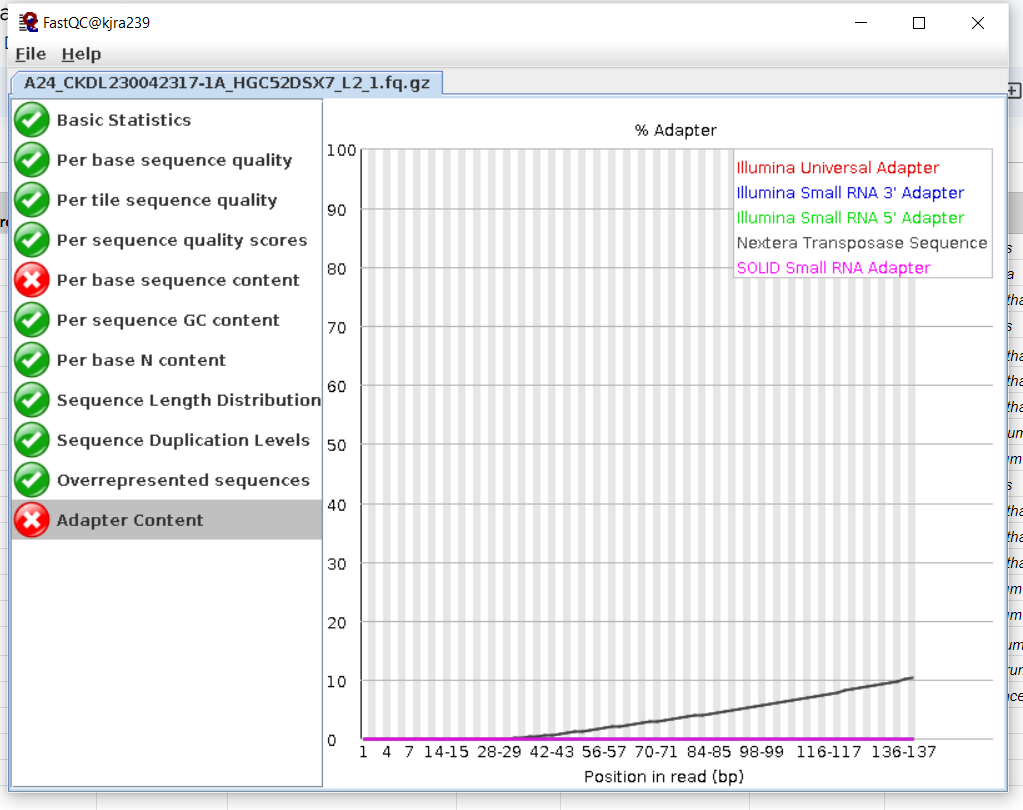 FastQC@kjra239
File Help
A24_CKDL230042317-1A_HGC52DSX7_L2_1.fq.gz
Basic Statistics
Per base sequence quality
Per tile sequence quality
Per sequence quality scores
Per base sequence content
Per sequence GC content
Per base N content
Sequence Length Distribution
Sequence Duplication Levels
Overrepresented sequences
Adapter Content
% Adapter
Illumina Universal Adapter
Illumina Small RNA 3' Adapter
Illumina Small RNA 5' Adapter
Nextera Transposase Sequence
SOLID Small RNA Adapter
100
90
80
70
60
50
40
30
20
10
0
1 4 7 14-15 28-29 42-43 56-57 70-71 84-85 98-99 116-117 136-137
Position in read (bp)